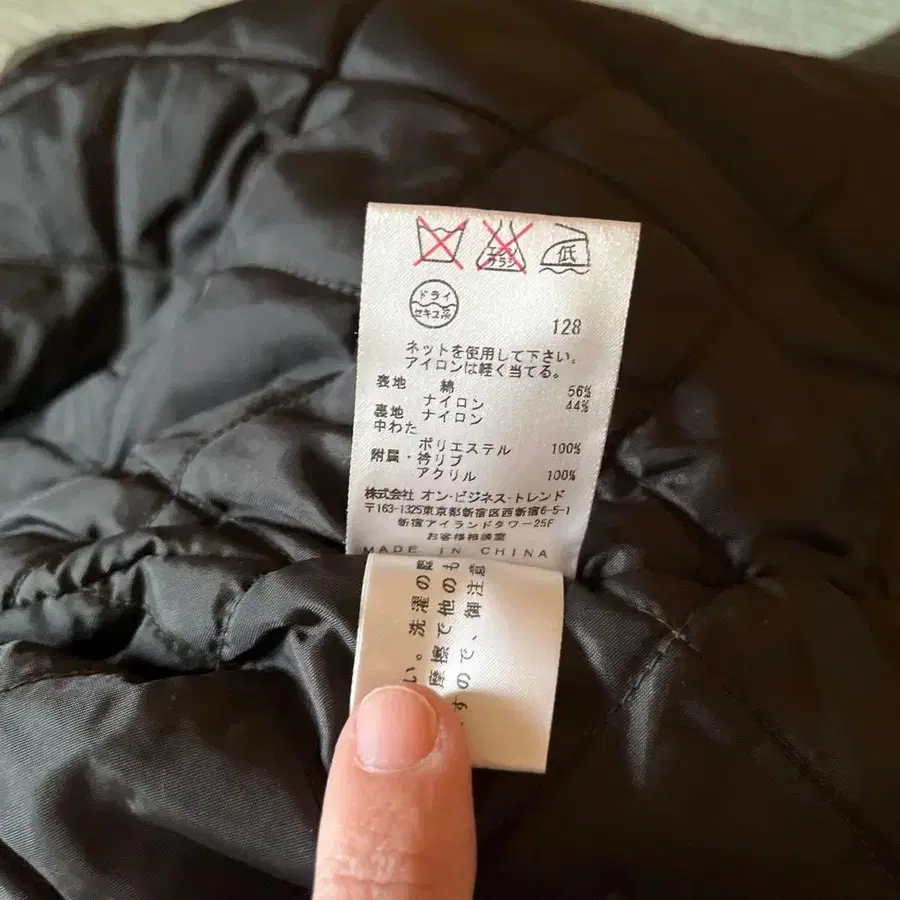 エンソ
サラシ
低
ドライ
セキユ系
128
ネットを使用して下さい。
アイロンは軽く当てる。
表地 綿 56%
ナイロン 44%
裏地 ナイロン
中わた
ポリエステル 100%
附属・衿リブ
アクリル 100%
株式会社 オン・ビジネス・トレンド
〒163-1325東京都新宿区西新宿6-5-1
新宿アイランドタワー25F
お客様相談室
MADE IN CHINA
い。洗濯の
摩擦で他のも
すので、御注意